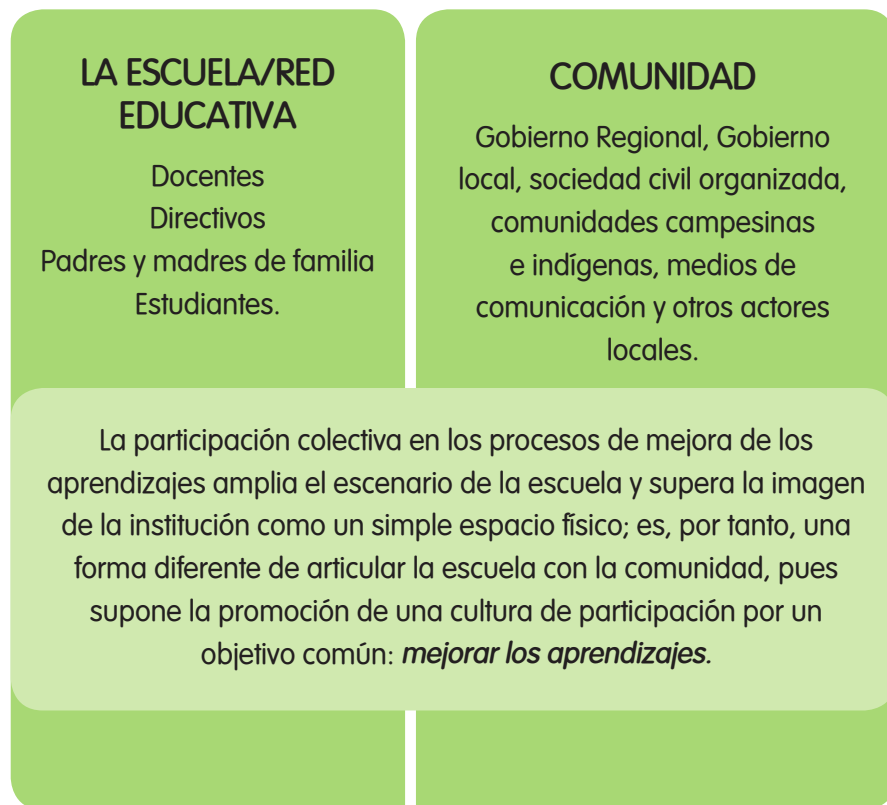 LA ESCUELA/RED
EDUCATIVA
Docentes
Directivos
Padres y madres de familia
Estudiantes.
COMUNIDAD
Gobierno Regional, Gobierno
local, sociedad civil organizada,
comunidades campesinas
e indígenas, medios de
comunicación y otros actores
locales.
La participación colectiva en los procesos de mejora de los
aprendizajes amplia el escenario de la escuela y supera la imagen
de la institución como un simple espacio físico; es, por tanto, una
forma diferente de articular la escuela con la comunidad, pues
supone la promoción de una cultura de participación por un
objetivo común: mejorar los aprendizajes.